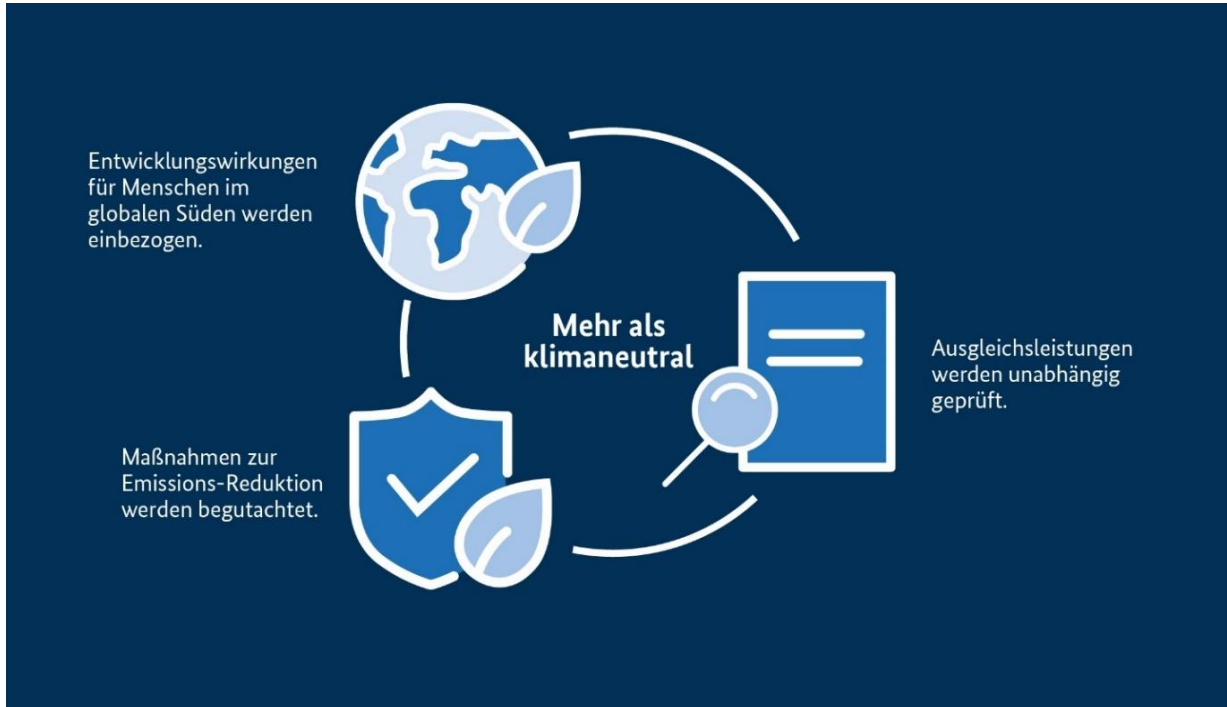 Entwicklungswirkungen
für Menschen im
globalen Süden werden
einbezogen.
Mehr als
klimaneutral
Ausgleichsleistungen
werden unabhängig
geprüft.
Maßnahmen zur
Emissions-Reduktion
werden begutachtet.